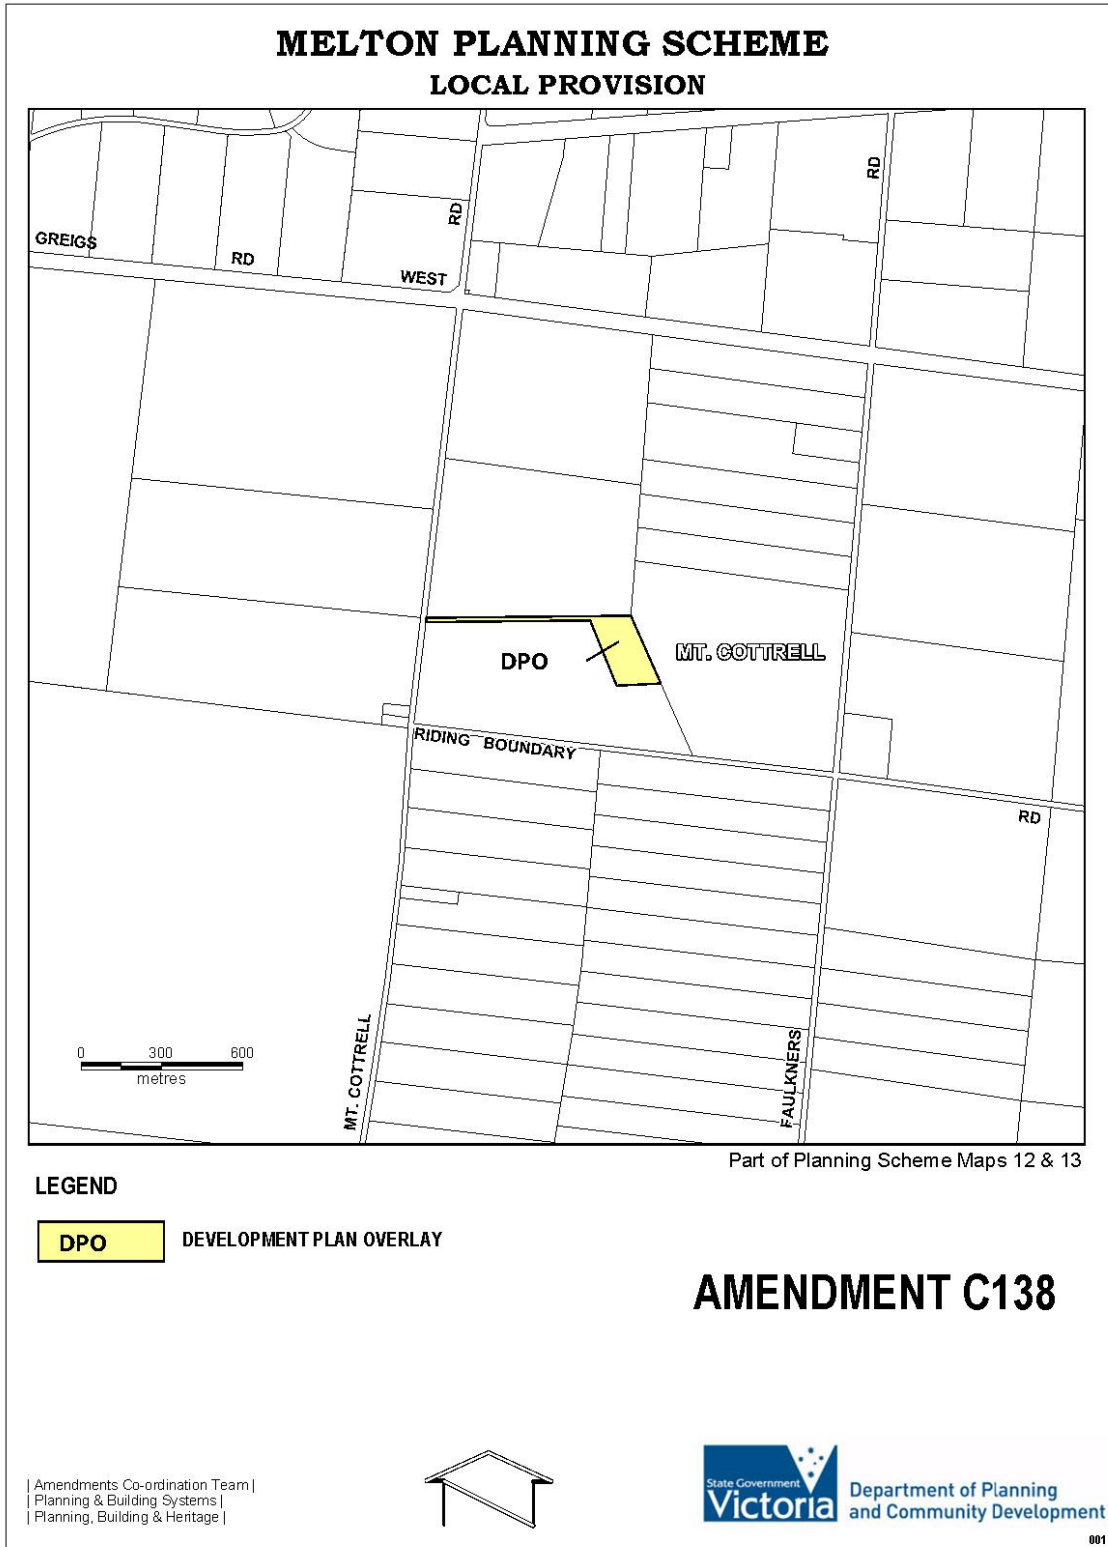 MELTON PLANNING SCHEME
LOCAL PROVISION
RD
RD
GREIGS
RD
WEST
DPO
MT. COTTRELL
RIDING BOUNDARY
RD
0 300 600
metres
MT. COTTRELL
FAULKNERS
Part of Planning Scheme Maps 12 & 13
LEGEND
DPO DEVELOPMENT PLAN OVERLAY
AMENDMENT C138
| Amendments Co-ordination Team |
| Planning & Building Systems |
| Planning, Building & Heritage |
State Government
Victoria
Department of Planning
and Community Development
001